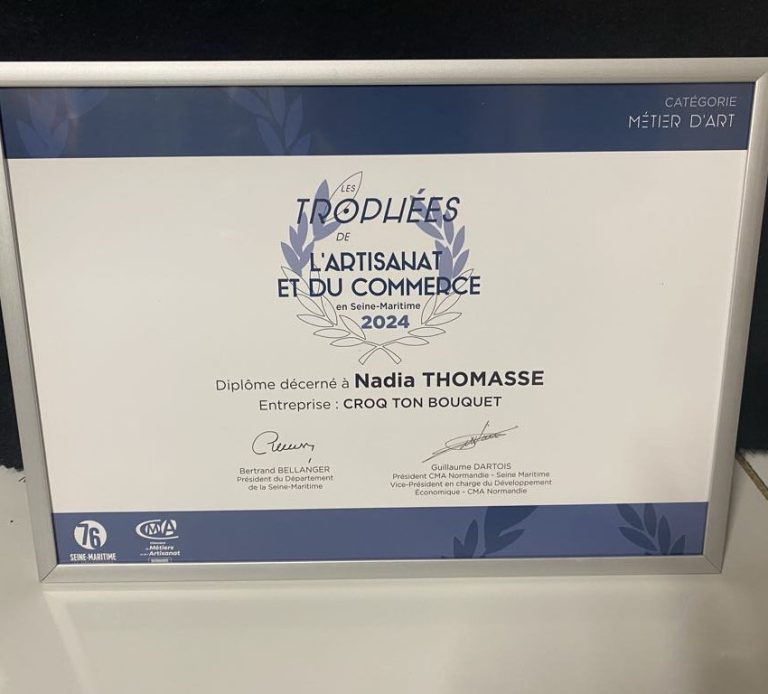 CATÉGORIE
MÉTIER D'ART
LES
TROPHÉES
DE
L'ARTISANAT
ET DU COMMERCE
en Seine-Maritime
2024
Diplôme décerné à Nadia THOMASSE
Entreprise : CROQ TON BOUQUET
Bertrand BELLANGER
Président du Département
de la Seine-Maritime
Guillaume DARTOIS
Président CMA Normandie - Seine Maritime
Vice-Président en charge du Développement
Économique - CMA Normandie
76
SEINE-MARITIME
CMA
Métiers
Artisanat